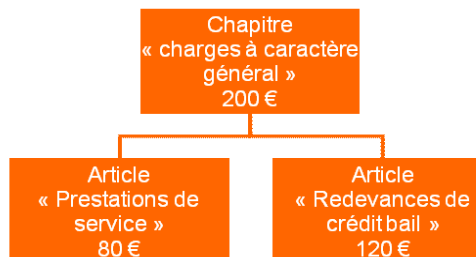 Chapitre
« charges à caractère
général »
200 €
Article
« Prestations de
service »
80 €
Article
« Redevances de
crédit bail »
120 €